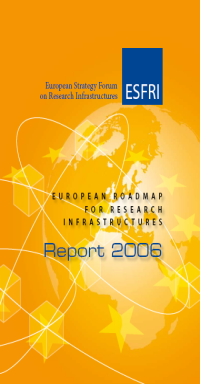 European Strategy Forum
on Research Infrastructures
ESFRI
EUROPEAN ROADMAP
FOR RESEARCH
INFRASTRUCTURES
Report 2006